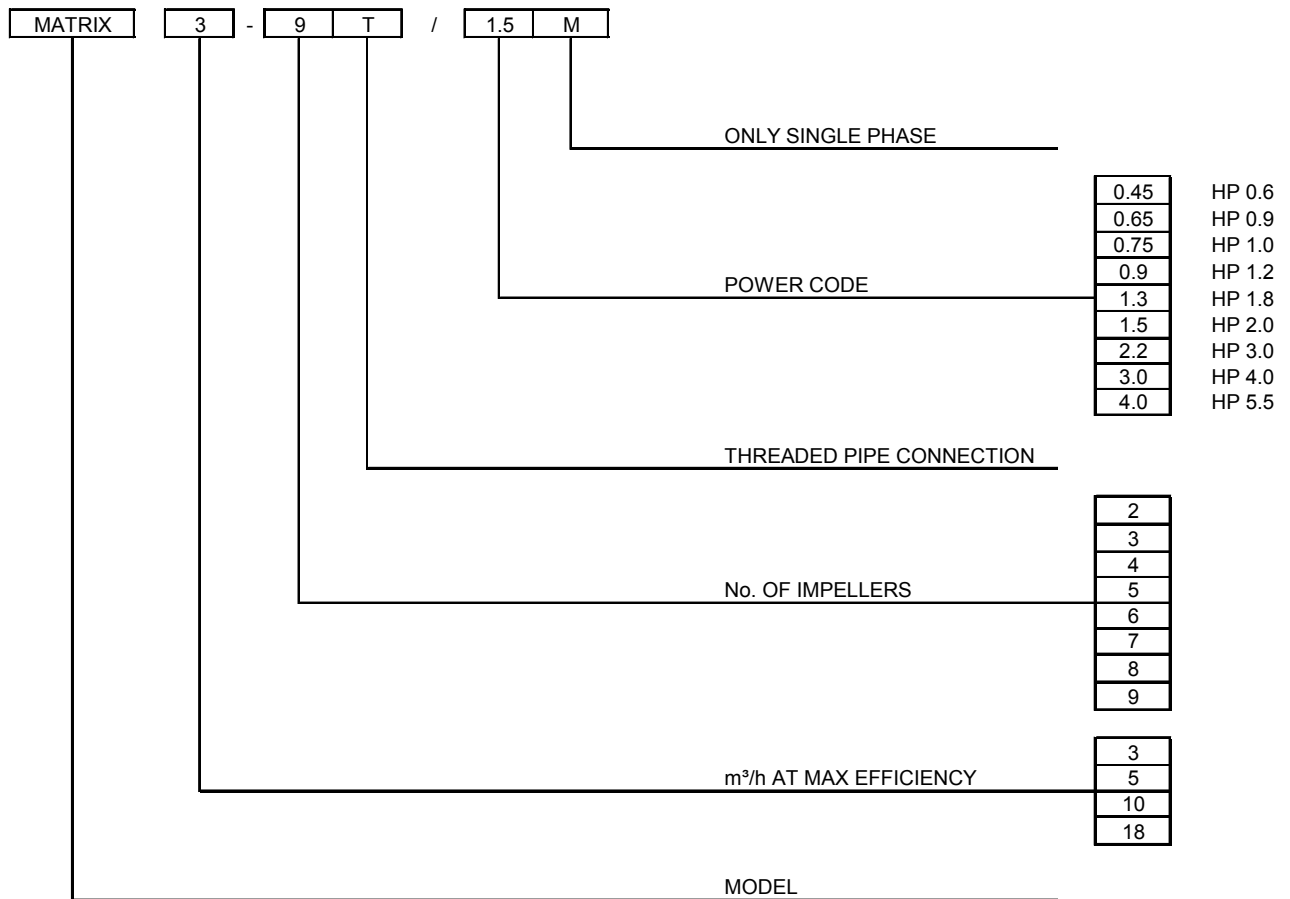 MATRIX 3 - 9 T / 1.5 M
ONLY SINGLE PHASE
0.45 HP 0.6
0.65 HP 0.9
0.75 HP 1.0
0.9 HP 1.2
POWER CODE
1.3 HP 1.8
1.5 HP 2.0
2.2 HP 3.0
3.0 HP 4.0
4.0 HP 5.5
THREADED PIPE CONNECTION
2
3
4
No. OF IMPELLERS 5
6
7
8
9
3
m³/h AT MAX EFFICIENCY 5
10
18
MODEL